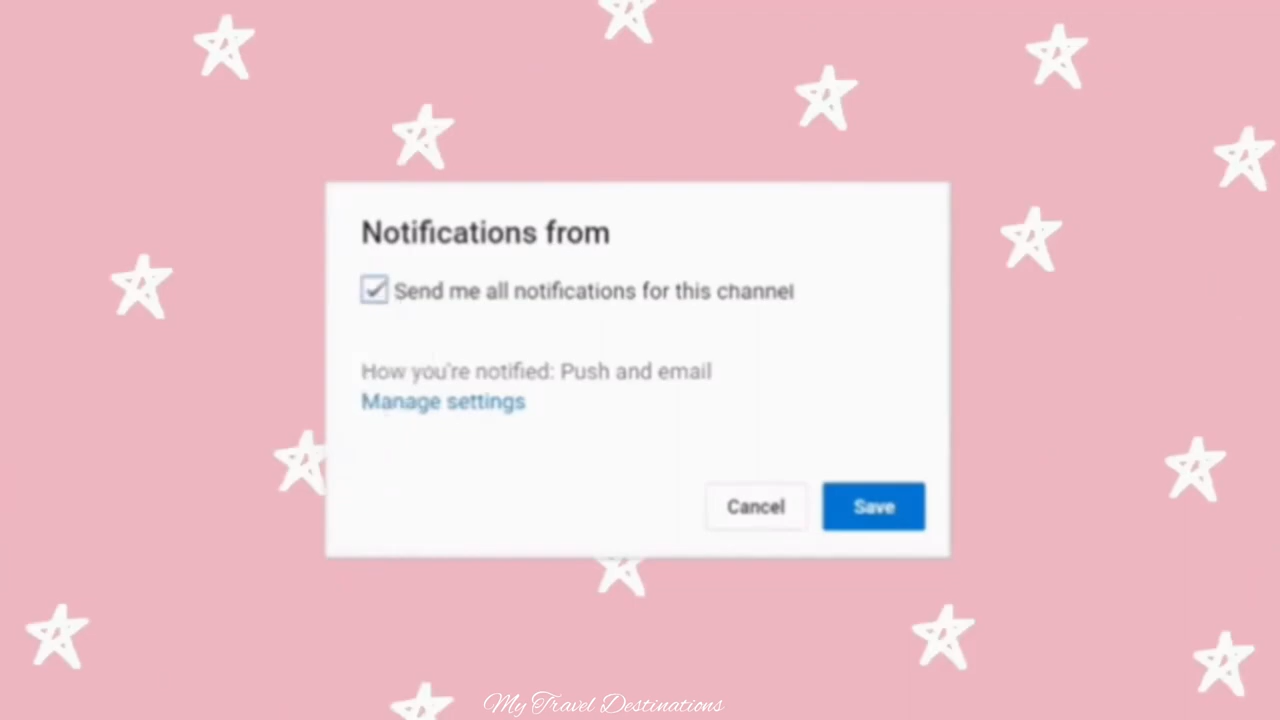 Notifications from
Send me all notifications for this channel
How you're notified: Push and email
Manage settings
Cancel
Save
My Travel Destinations